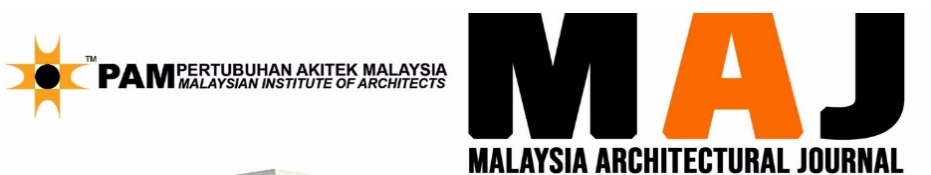 ™
PAM PERTUBUHAN AKITEK MALAYSIA
MALAYSIAN INSTITUTE OF ARCHITECTS
MAJ
MALAYSIA ARCHITECTURAL JOURNAL